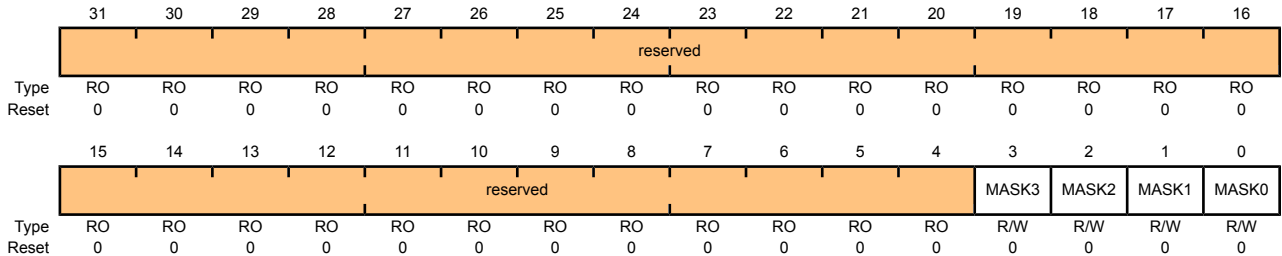 31 30 29 28 27 26 25 24 23 22 21 20 19 18 17 16
reserved
Type RO RO RO RO RO RO RO RO RO RO RO RO RO RO RO RO
Reset 0 0 0 0 0 0 0 0 0 0 0 0 0 0 0 0
15 14 13 12 11 10 9 8 7 6 5 4 3 2 1 0
reserved MASK3 MASK2 MASK1 MASK0
Type RO RO RO RO RO RO RO RO RO RO RO RO R/W R/W R/W R/W
Reset 0 0 0 0 0 0 0 0 0 0 0 0 0 0 0 0